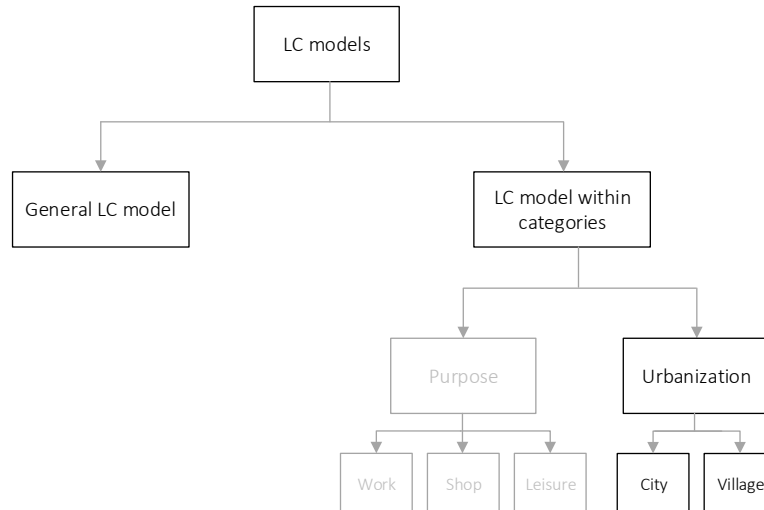 LC models
General LC model
LC model within
categories
Purpose
Urbanization
Work
Shop
Leisure
City
Village